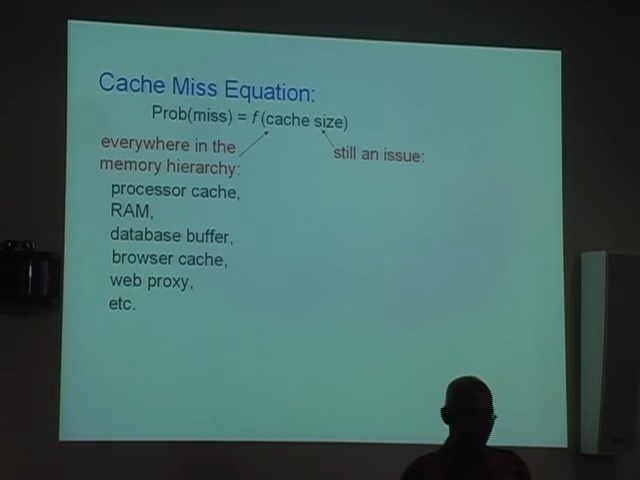 Cache Miss Equation:
Prob(miss) = f (cache size)
everywhere in the
memory hierarchy:
still an issue:
processor cache,
RAM,
database buffer,
browser cache,
web proxy,
etc.